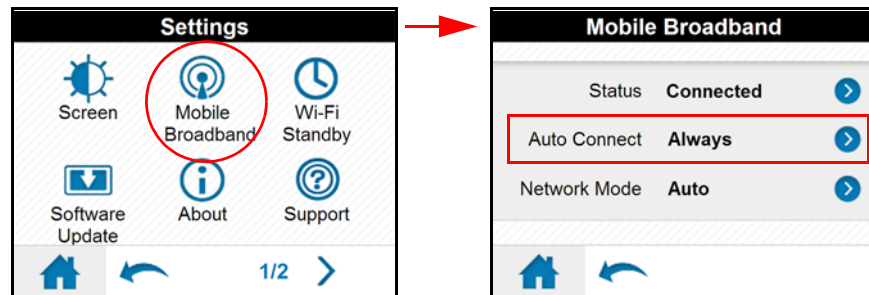 Settings
Screen
Mobile
Broadband
Wi-Fi
Standby
Software
Update
About
Support
1/2
Mobile Broadband
Status Connected
Auto Connect Always
Network Mode Auto